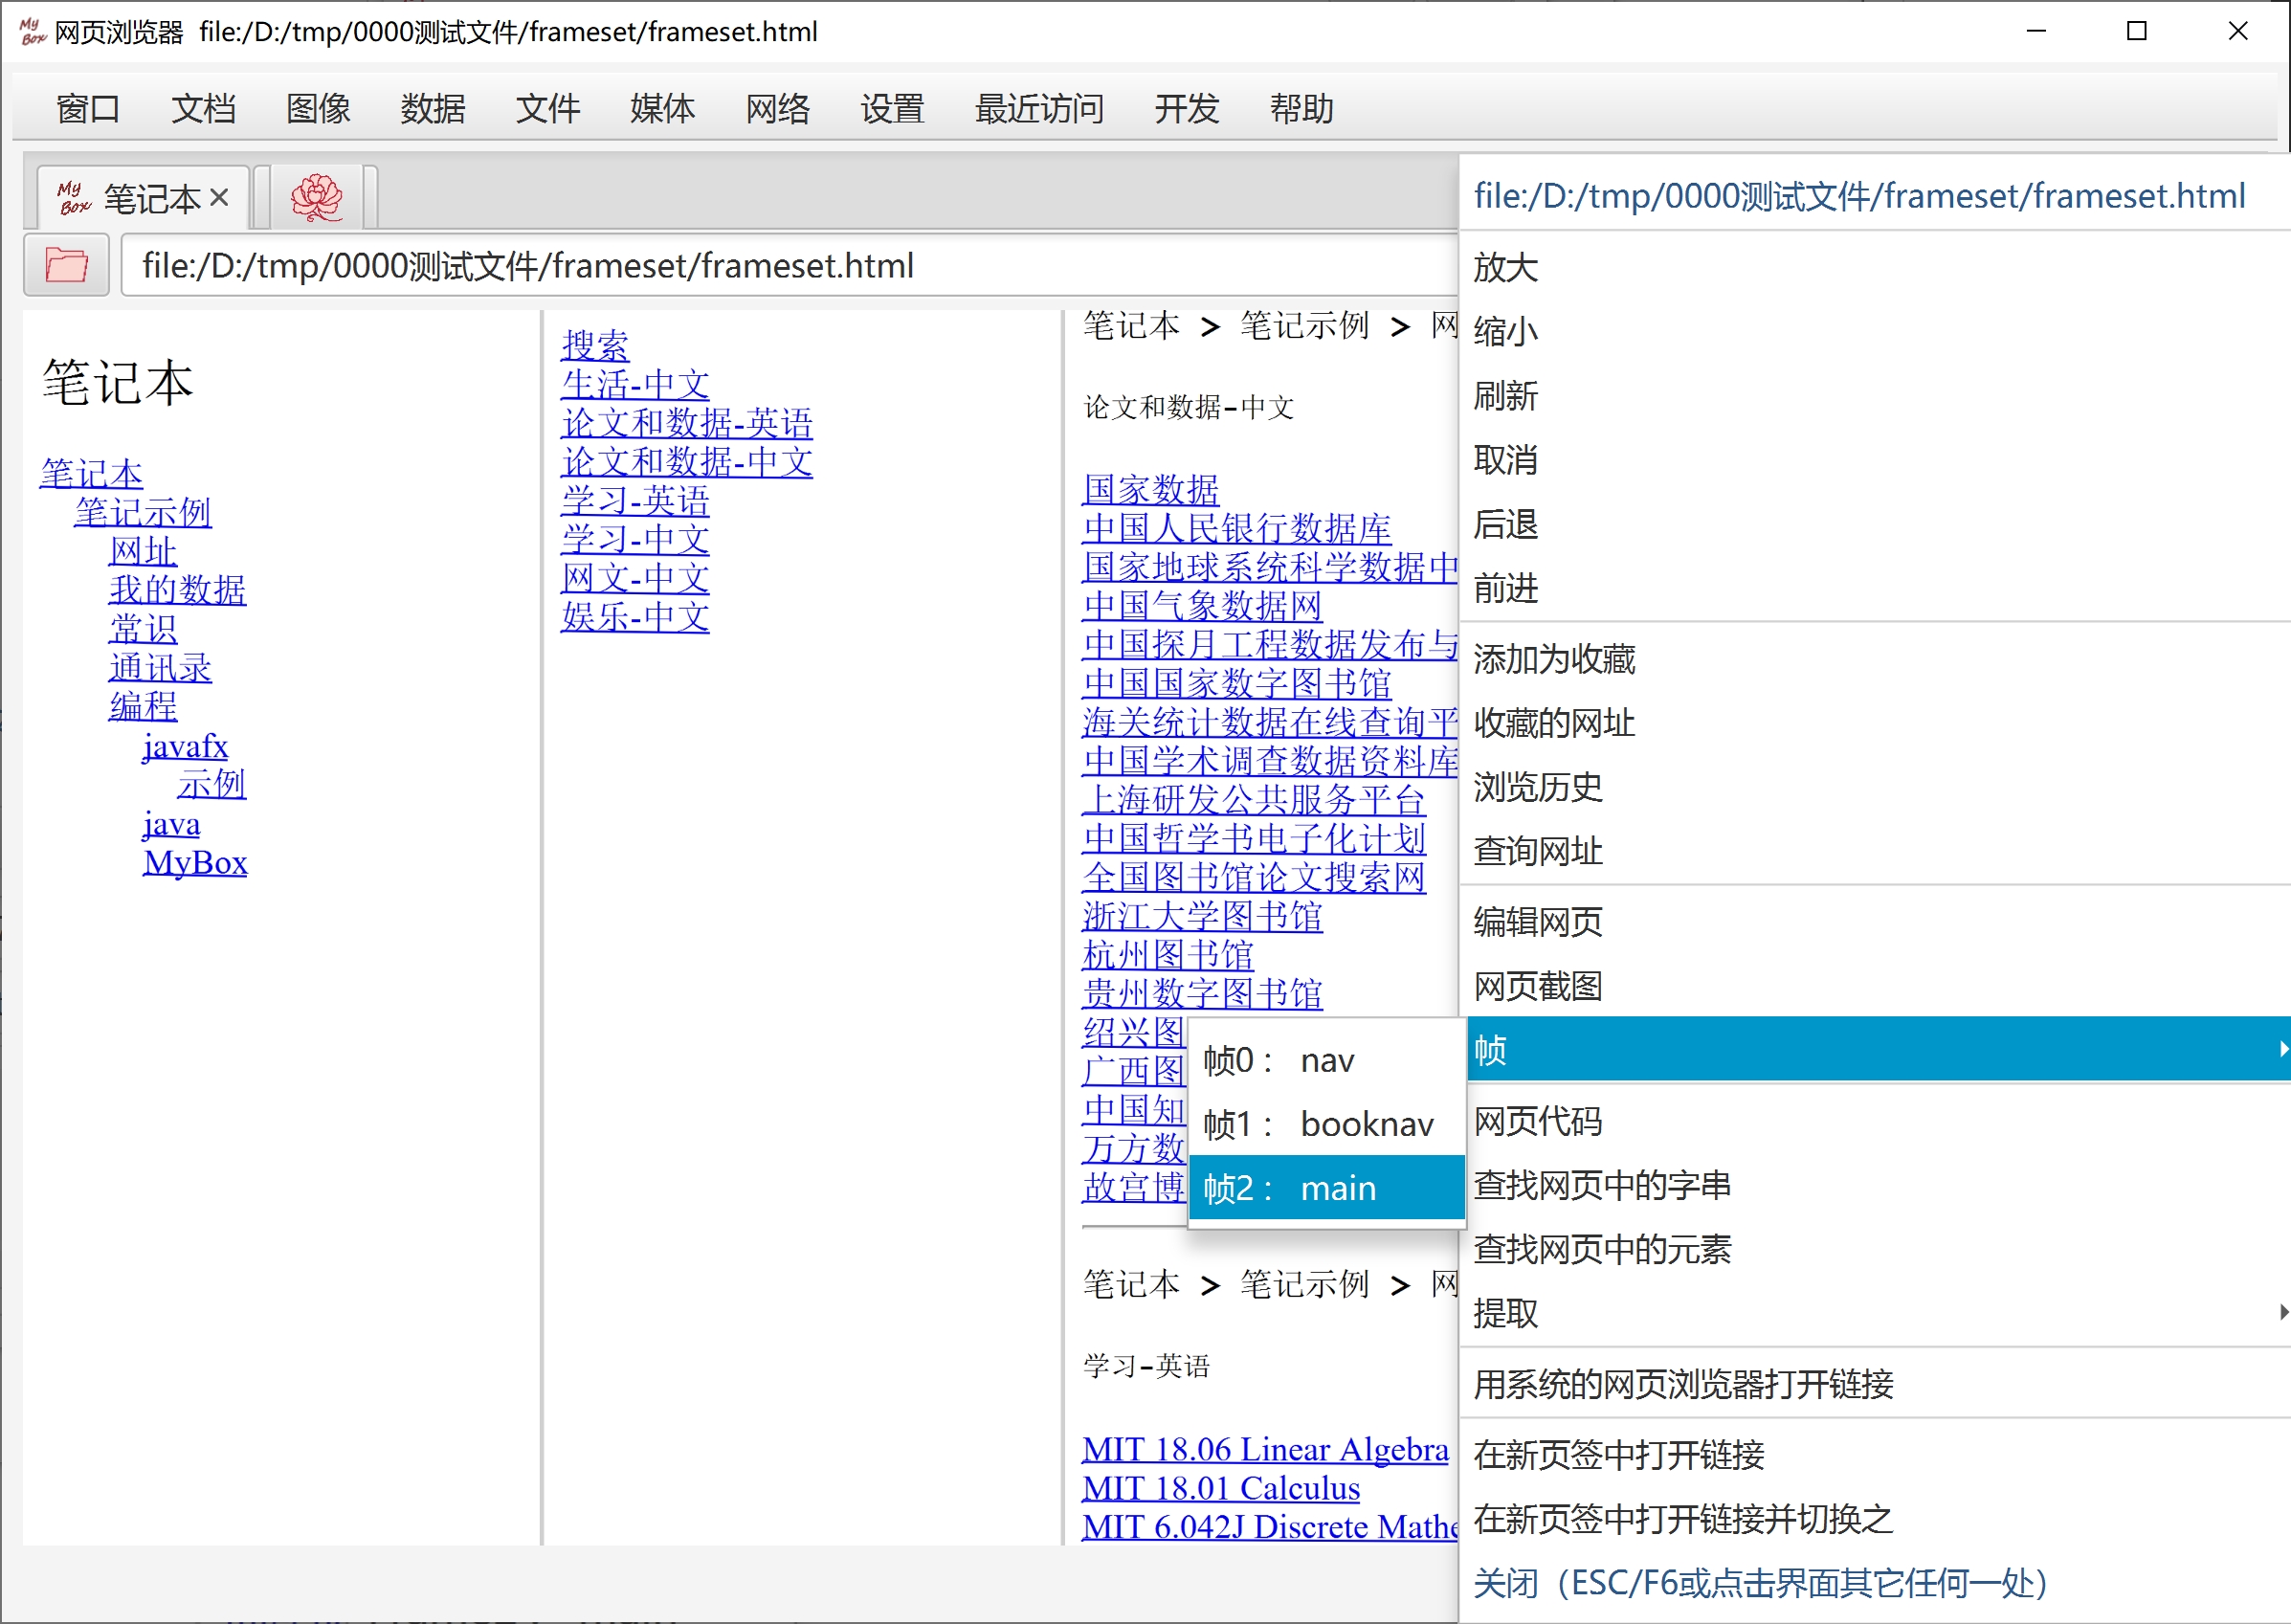 My Box 网页浏览器 file:/D:/tmp/0000测试文件/frameset/frameset.html
窗口 文档 图像 数据 文件 媒体 网络 设置 最近访问 开发 帮助
My Box 笔记本
file:/D:/tmp/0000测试文件/frameset/frameset.html
笔记本
笔记本
笔记示例
网址
我的数据
常识
通讯录
编程
javafx
示例
java
MyBox
搜索
生活-中文
论文和数据-英语
论文和数据-中文
学习-英语
学习-中文
网文-中文
娱乐-中文
笔记本 > 笔记示例 > 网
论文和数据-中文
国家数据
中国人民银行数据库
国家地球系统科学数据中
中国气象数据网
中国探月工程数据发布与
中国国家数字图书馆
海关统计数据在线查询平
中国学术调查数据资料库
上海研发公共服务平台
中国哲学书电子化计划
全国图书馆论文搜索网
浙江大学图书馆
杭州图书馆
贵州数字图书馆
绍兴图
广西图
中国知
万方数
故宫博
笔记本 > 笔记示例 > 网
学习-英语
MIT 18.06 Linear Algebra
MIT 18.01 Calculus
MIT 6.042J Discrete Mathe
帧0： nav
帧1： booknav
帧2： main
file:/D:/tmp/0000测试文件/frameset/frameset.html
放大
缩小
刷新
取消
后退
前进
添加为收藏
收藏的网址
浏览历史
查询网址
编辑网页
网页截图
帧
网页代码
查找网页中的字串
查找网页中的元素
提取
用系统的网页浏览器打开链接
在新页签中打开链接
在新页签中打开链接并切换之
关闭（ESC/F6或点击界面其它任何一处）